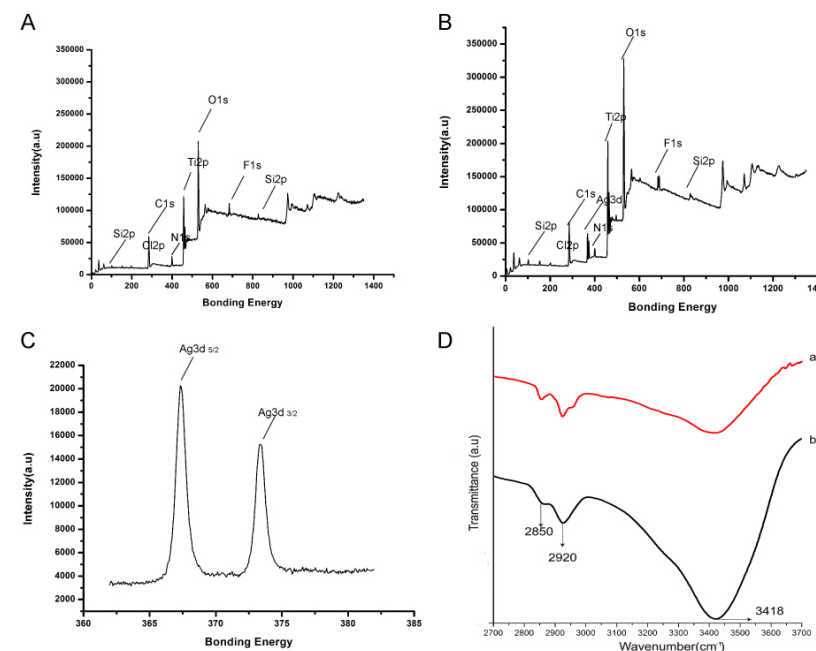 A
Intensity(a.u)
350000
300000
250000
200000
150000
100000
50000
0
O1s
Ti2p
C1s
F1s
Si2p
Si2p
Cl2p
N1s
0 200 400 600 800 1000 1200 1400
Bonding Energy
B
Intensity(a.u)
350000
300000
250000
200000
150000
100000
50000
0
O1s
Ti2p
F1s
Si2p
C1s
Ag3d
Si2p
Cl2p
N1s
0 200 400 600 800 1000 1200
Bonding Energy
C
Intensity(a.u)
22000
20000
18000
16000
14000
12000
10000
8000
6000
4000
2000
0
Ag3d 5/2
Ag3d 3/2
360 365 370 375 380 385
Bonding Energy
D
Transmittance (a.u)
a
b
2850
2920
3418
2700 2800 2900 3000 3100 3200 3300 3400 3500 3600 3700
Wavenumber(cm⁻¹)